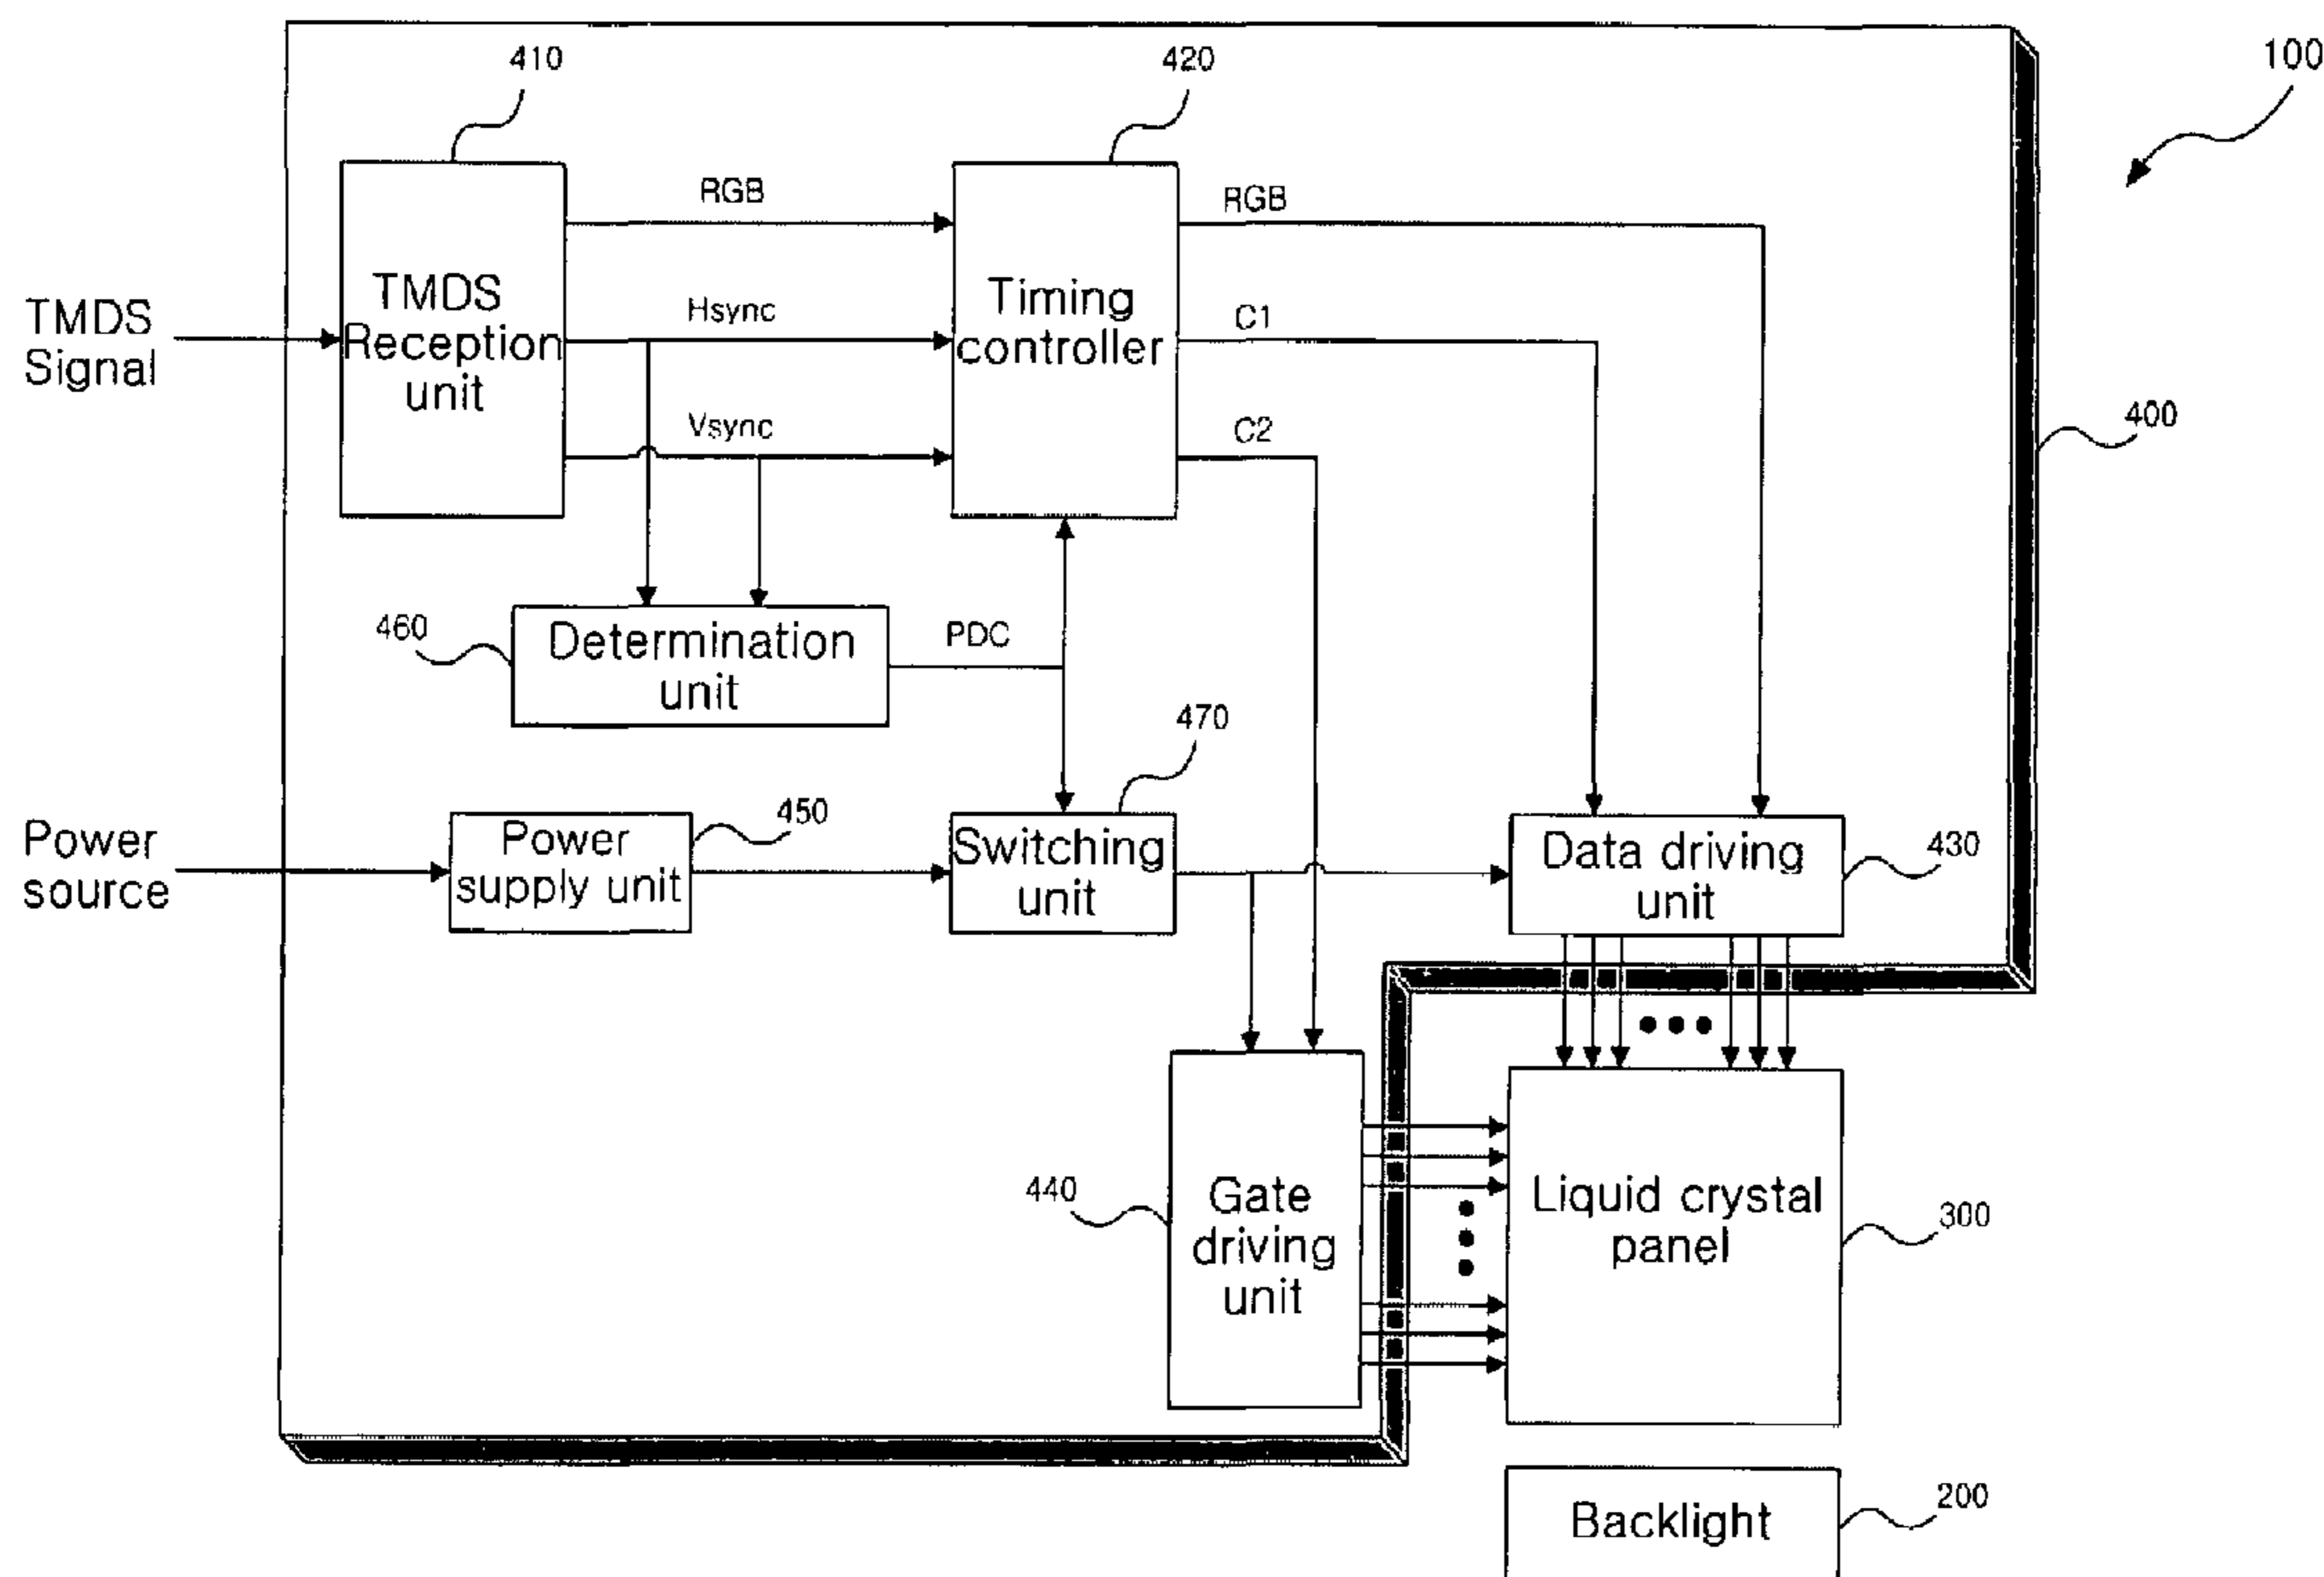 410
420
100
RGB
RGB
TMDS
Signal
TMDS
Reception
unit
Hsync
Timing
controller
C1
Vsync
C2
400
460
Determination
unit
PDC
470
Power
source
450
Power
supply unit
Switching
unit
Data driving
unit
430
440
Gate
driving
unit
Liquid crystal
panel
300
Backlight
200